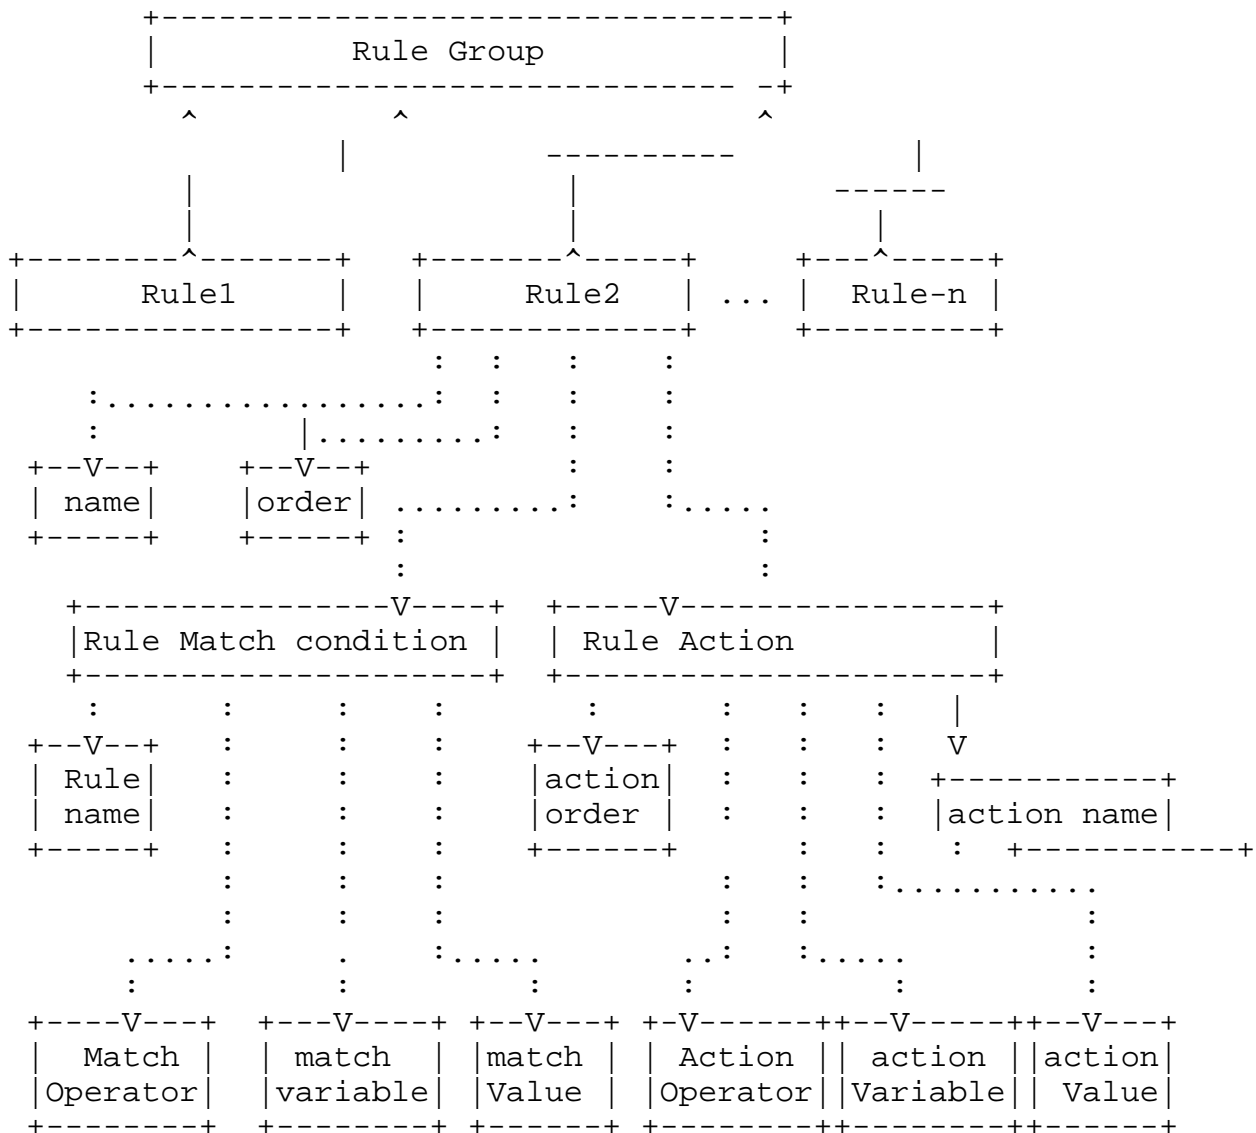 Rule Group
Rule1 Rule2 ... Rule-n
name order
Rule Match condition Rule Action
Rule action
name order action name
Match match match Action action action
Operator variable Value Operator Variable Value